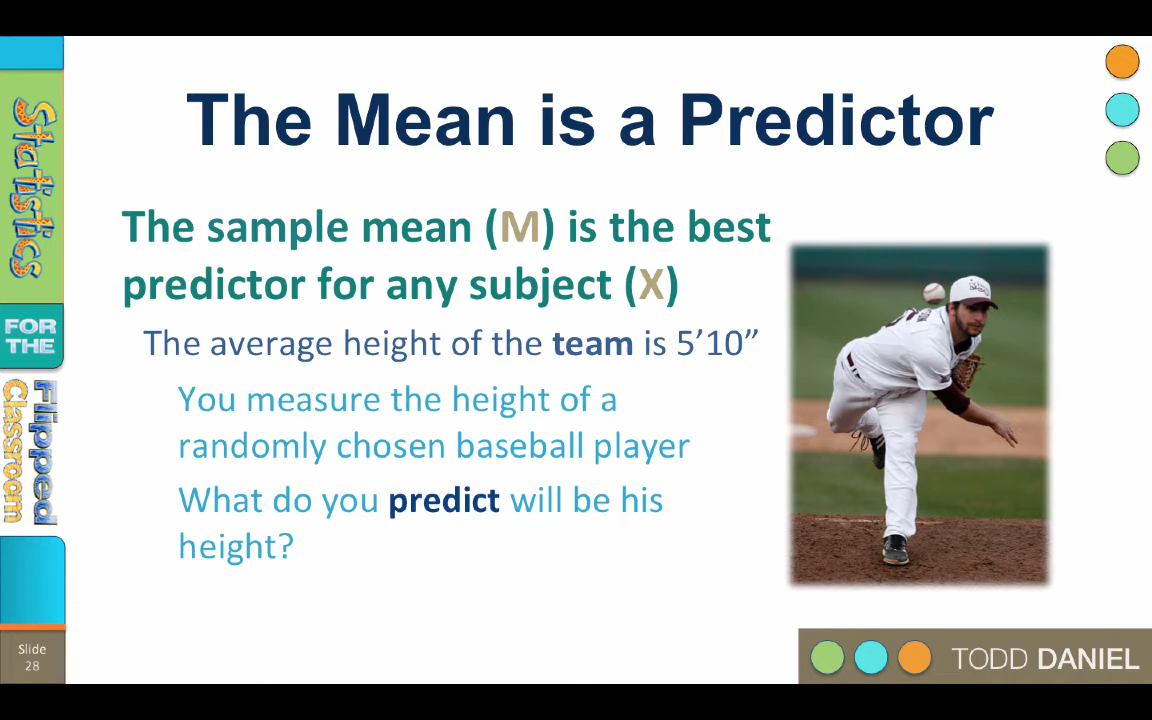 Statistics
FOR
THE
Flipped
Classroom
Slide
28
The Mean is a Predictor
The sample mean (M) is the best
predictor for any subject (X)
The average height of the team is 5’10”
You measure the height of a
randomly chosen baseball player
What do you predict will be his
height?
TODD DANIEL